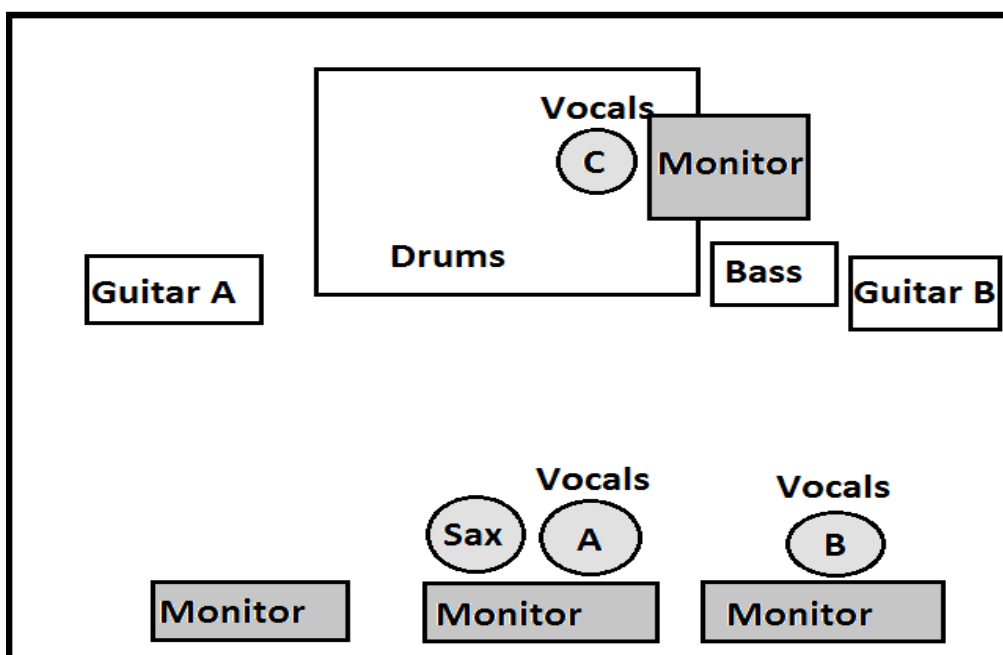 Vocals
C
Monitor
Drums
Bass
Guitar A
Guitar B
Vocals
Vocals
Sax
A
B
Monitor
Monitor
Monitor